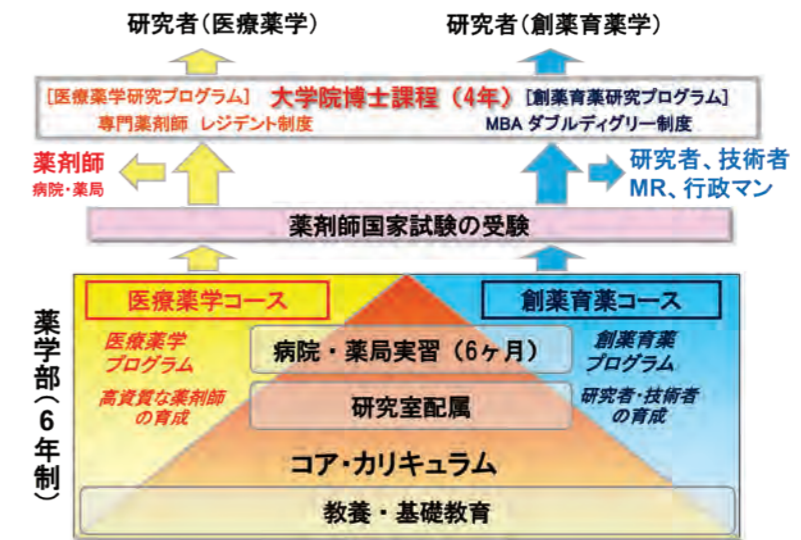 研究者（医療薬学）
研究者（創薬育薬学）
[医療薬学研究プログラム] 大学院博士課程（4年） [創薬育薬研究プログラム]
専門薬剤師 レジデント制度
MBA ダブルディグリー制度
薬剤師
病院・薬局
研究者、技術者
MR、行政マン
薬剤師国家試験の受験
薬学部（6年制）
医療薬学コース
創薬育薬コース
医療薬学
プログラム
病院・薬局実習（6ヶ月）
創薬育薬
プログラム
高資質な薬剤師
の育成
研究室配属
研究者・技術者
の育成
コア・カリキュラム
教養・基礎教育